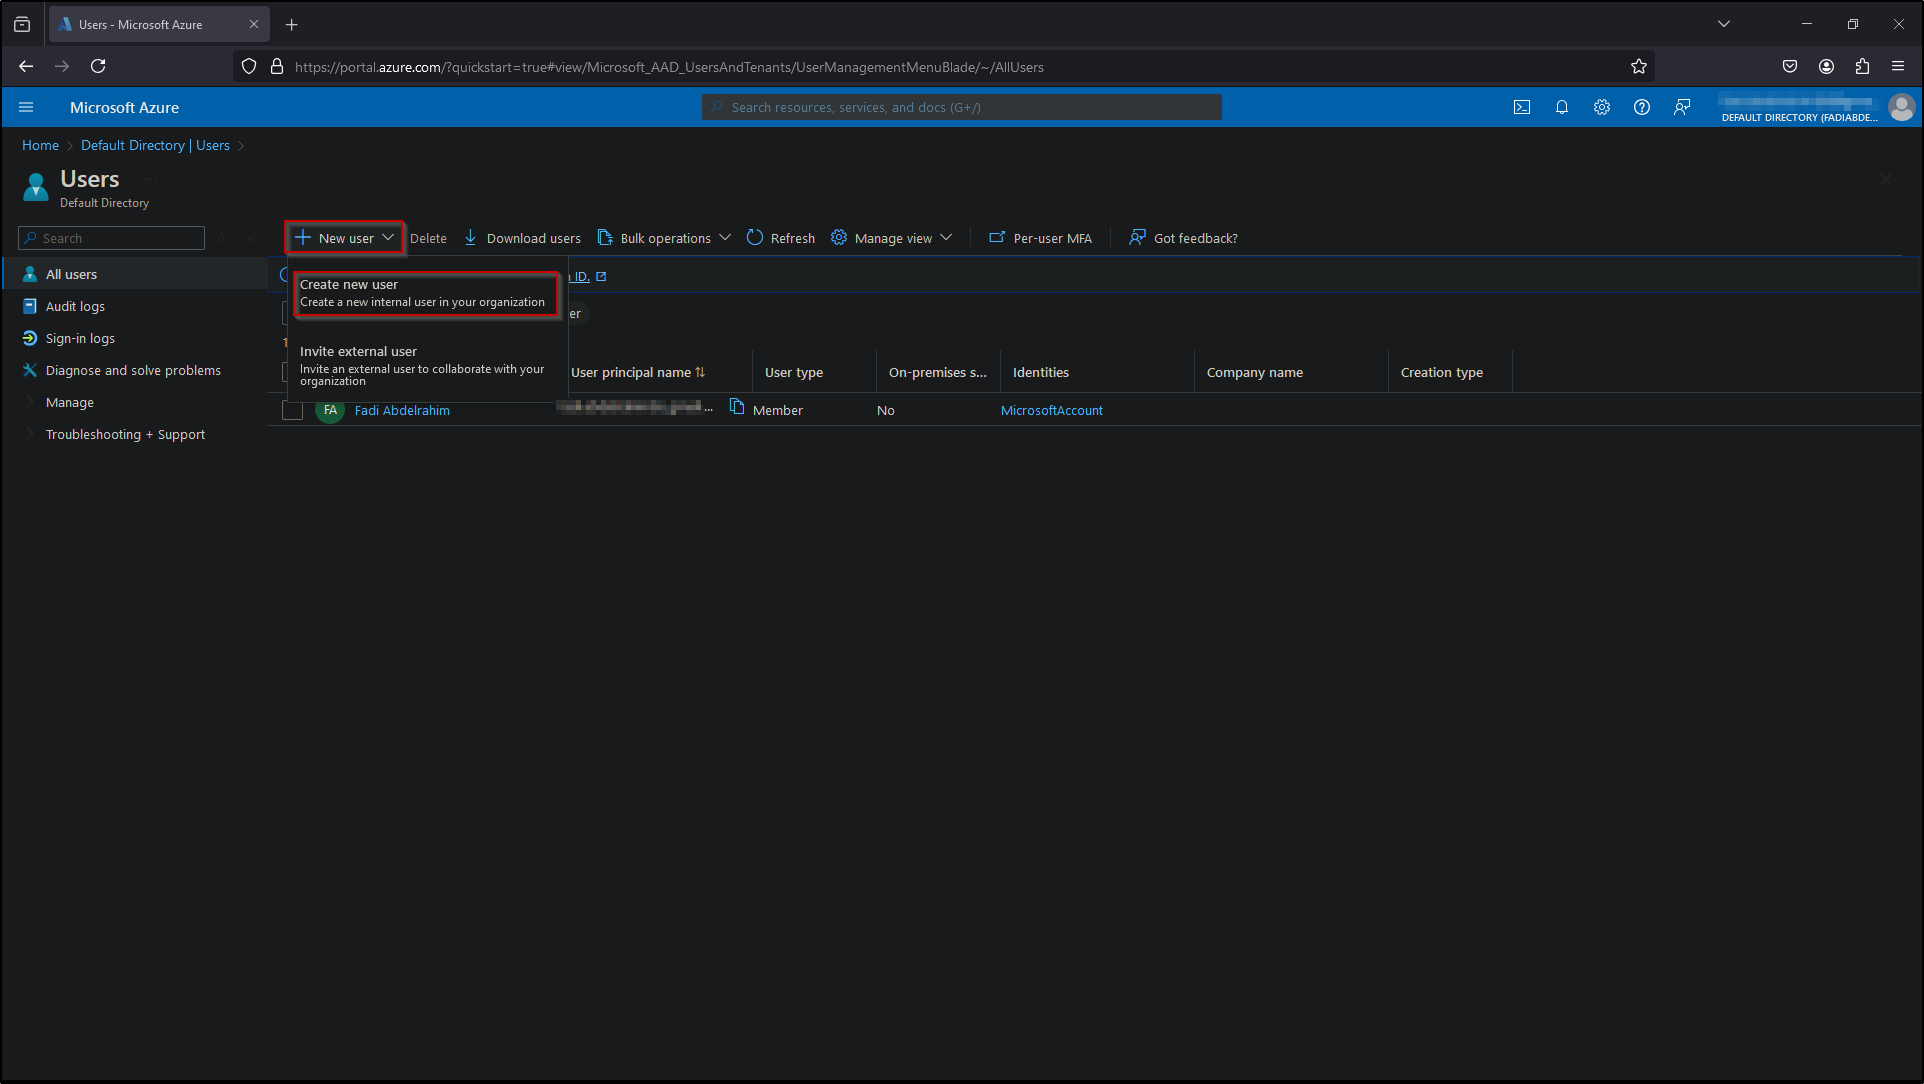 Users - Microsoft Azure
https://portal.azure.com/?quickstart=true#view/Microsoft_AAD_UsersAndTenants/UserManagementMenuBlade/~/AllUsers
Microsoft Azure
Search resources, services, and docs (G+/)
DEFAULT DIRECTORY (FADIABDE...
Home > Default Directory | Users >
Users
...
Default Directory
Search
New user
Delete
Download users
Bulk operations
Refresh
Manage view
Per-user MFA
Got feedback?
All users
Audit logs
Sign-in logs
Diagnose and solve problems
Manage
Troubleshooting + Support
Create new user
Create a new internal user in your organization
Invite external user
Invite an external user to collaborate with your
organization
ID.
er
1
User principal name
User type
On-premises s...
Identities
Company name
Creation type
FA
Fadi Abdelrahim
...
Member
No
MicrosoftAccount